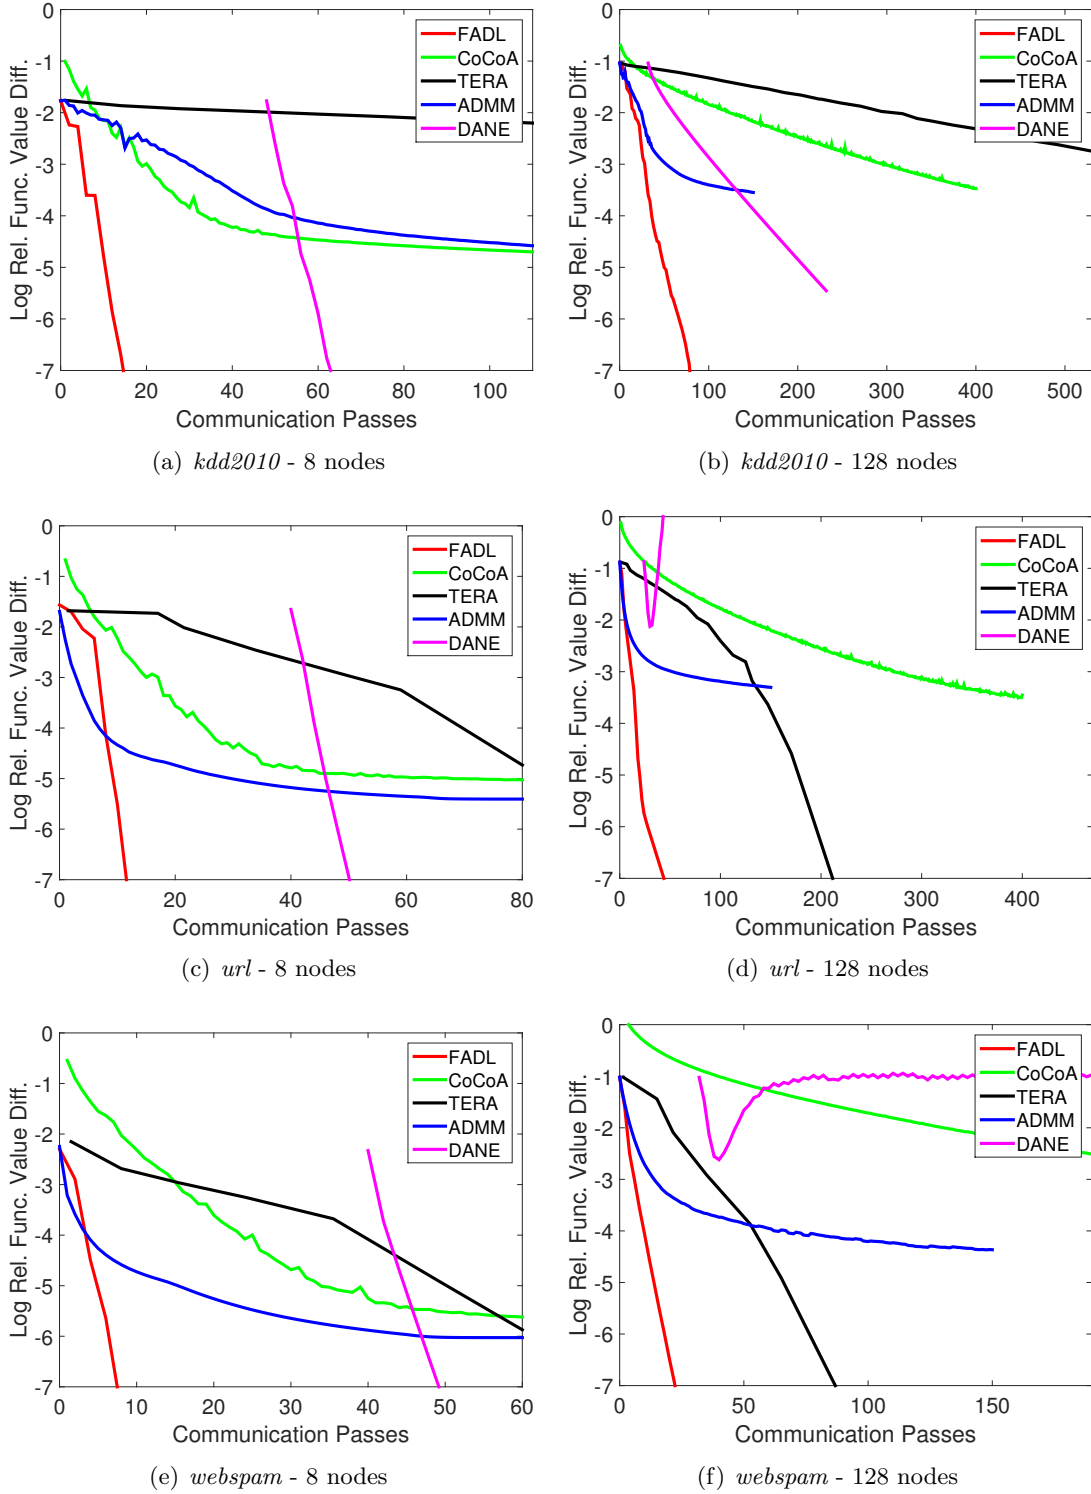 FADL
CoCoA
TERA
ADMM
DANE
Log Rel. Func. Value Diff.
-1
-2
-3
-4
-5
-6
-7
0 20 40 60 80 100
Communication Passes
(a) kdd2010 - 8 nodes
FADL
CoCoA
TERA
ADMM
DANE
Log Rel. Func. Value Diff.
-1
-2
-3
-4
-5
-6
-7
0 100 200 300 400 500
Communication Passes
(b) kdd2010 - 128 nodes
FADL
CoCoA
TERA
ADMM
DANE
Log Rel. Func. Value Diff.
0
-1
-2
-3
-4
-5
-6
-7
0 20 40 60 80
Communication Passes
(c) url - 8 nodes
FADL
CoCoA
TERA
ADMM
DANE
Log Rel. Func. Value Diff.
0
-1
-2
-3
-4
-5
-6
-7
0 100 200 300 400
Communication Passes
(d) url - 128 nodes
FADL
CoCoA
TERA
ADMM
DANE
Log Rel. Func. Value Diff.
0
-1
-2
-3
-4
-5
-6
-7
0 10 20 30 40 50 60
Communication Passes
(e) webspam - 8 nodes
FADL
CoCoA
TERA
ADMM
DANE
Log Rel. Func. Value Diff.
0
-1
-2
-3
-4
-5
-6
-7
0 50 100 150
Communication Passes
(f) webspam - 128 nodes